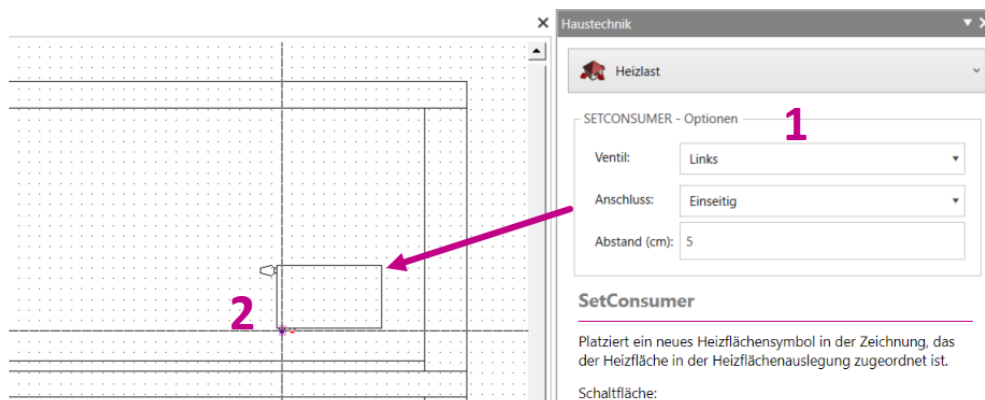 Haustechnik
Heizlast
SETCONSUMER - Optionen
1
Ventil:
Links
Anschluss:
Einseitig
Abstand (cm):
5
2
SetConsumer
Platziert ein neues Heizflächensymbol in der Zeichnung, das
der Heizfläche in der Heizflächenauslegung zugeordnet ist.
Schaltfläche: